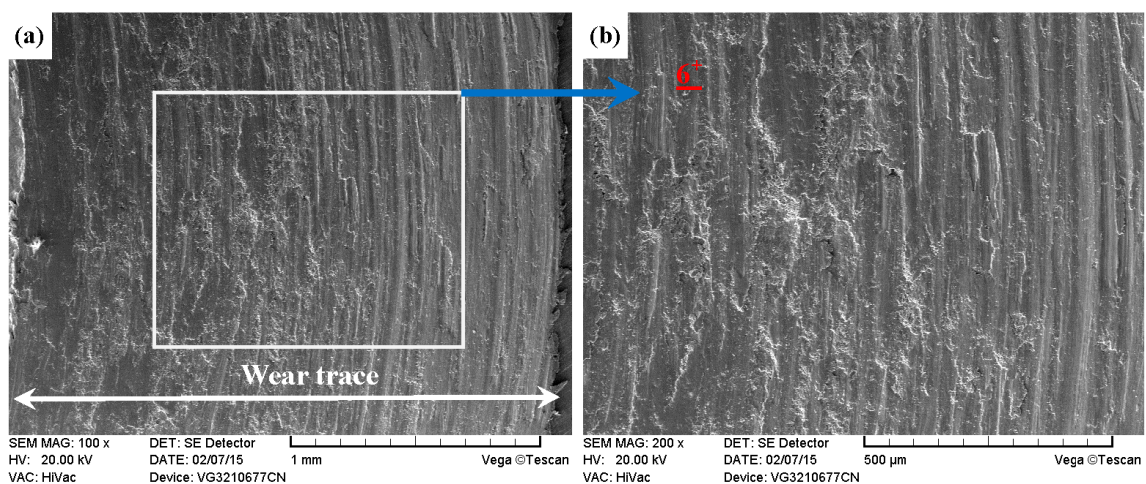 (a)
(b)
6+
Wear trace
SEM MAG: 100 x DET: SE Detector
HV: 20.00 kV DATE: 02/07/15 1 mm Vega ©Tescan
VAC: HiVac Device: VG3210677CN
SEM MAG: 200 x DET: SE Detector
HV: 20.00 kV DATE: 02/07/15 500 µm Vega ©Tescan
VAC: HiVac Device: VG3210677CN